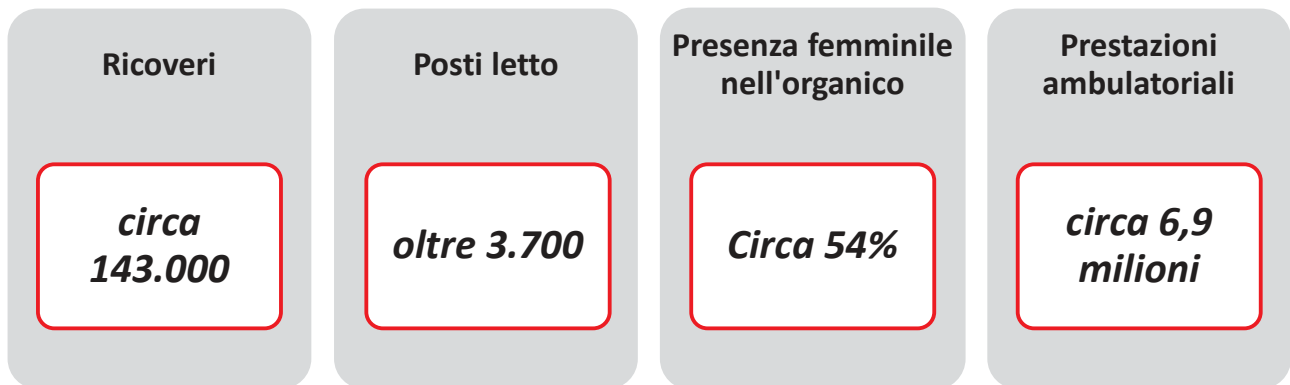 Ricoveri
circa
143.000
Posti letto
oltre 3.700
Presenza femminile
nell'organico
Circa 54%
Prestazioni
ambulatoriali
circa 6,9
milioni